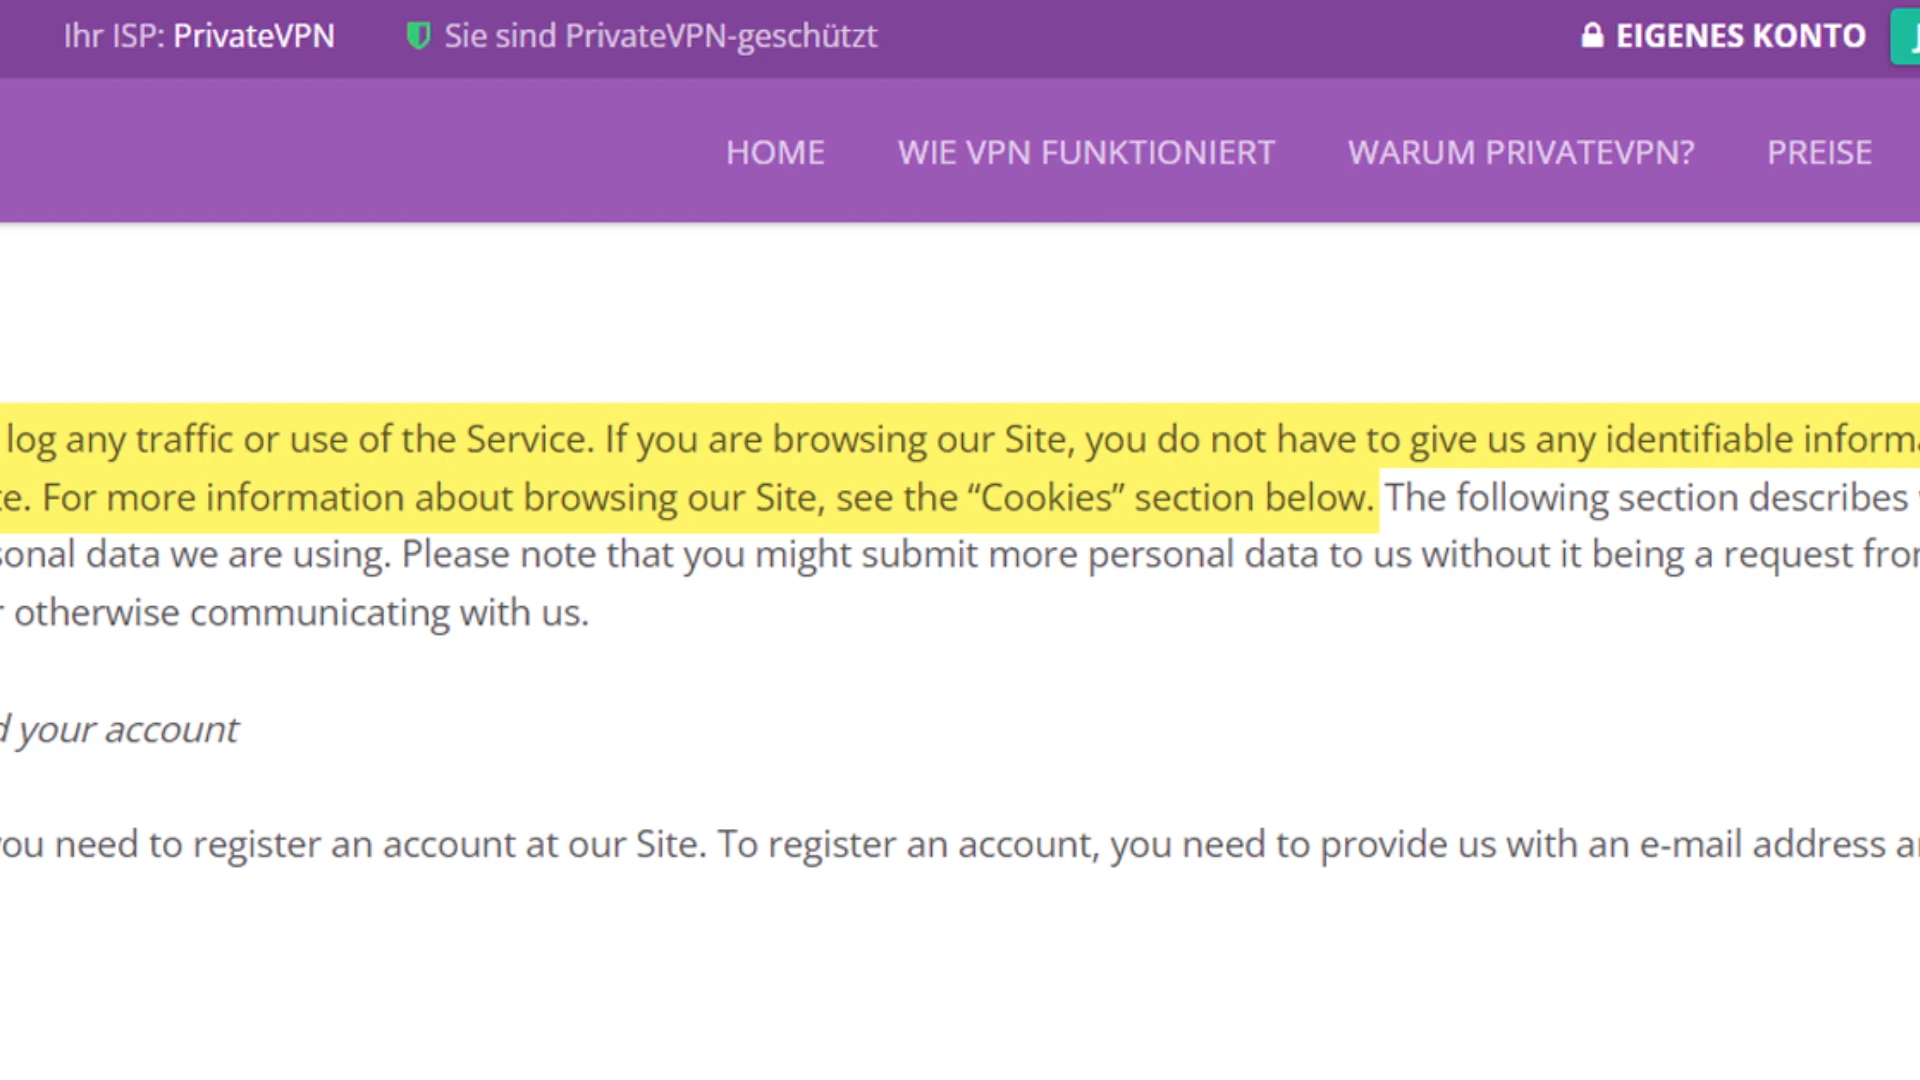 Ihr ISP: PrivateVPN Sie sind PrivateVPN-geschützt EIGENES KONTO
HOME WIE VPN FUNKTIONIERT WARUM PRIVATEVPN? PREISE
log any traffic or use of the Service. If you are browsing our Site, you do not have to give us any identifiable
For more information about browsing our Site, see the “Cookies” section below. The following section describes
data we are using. Please note that you might submit more personal data to us without it being a request
otherwise communicating with us.
your account
you need to register an account at our Site. To register an account, you need to provide us with an e-mail address